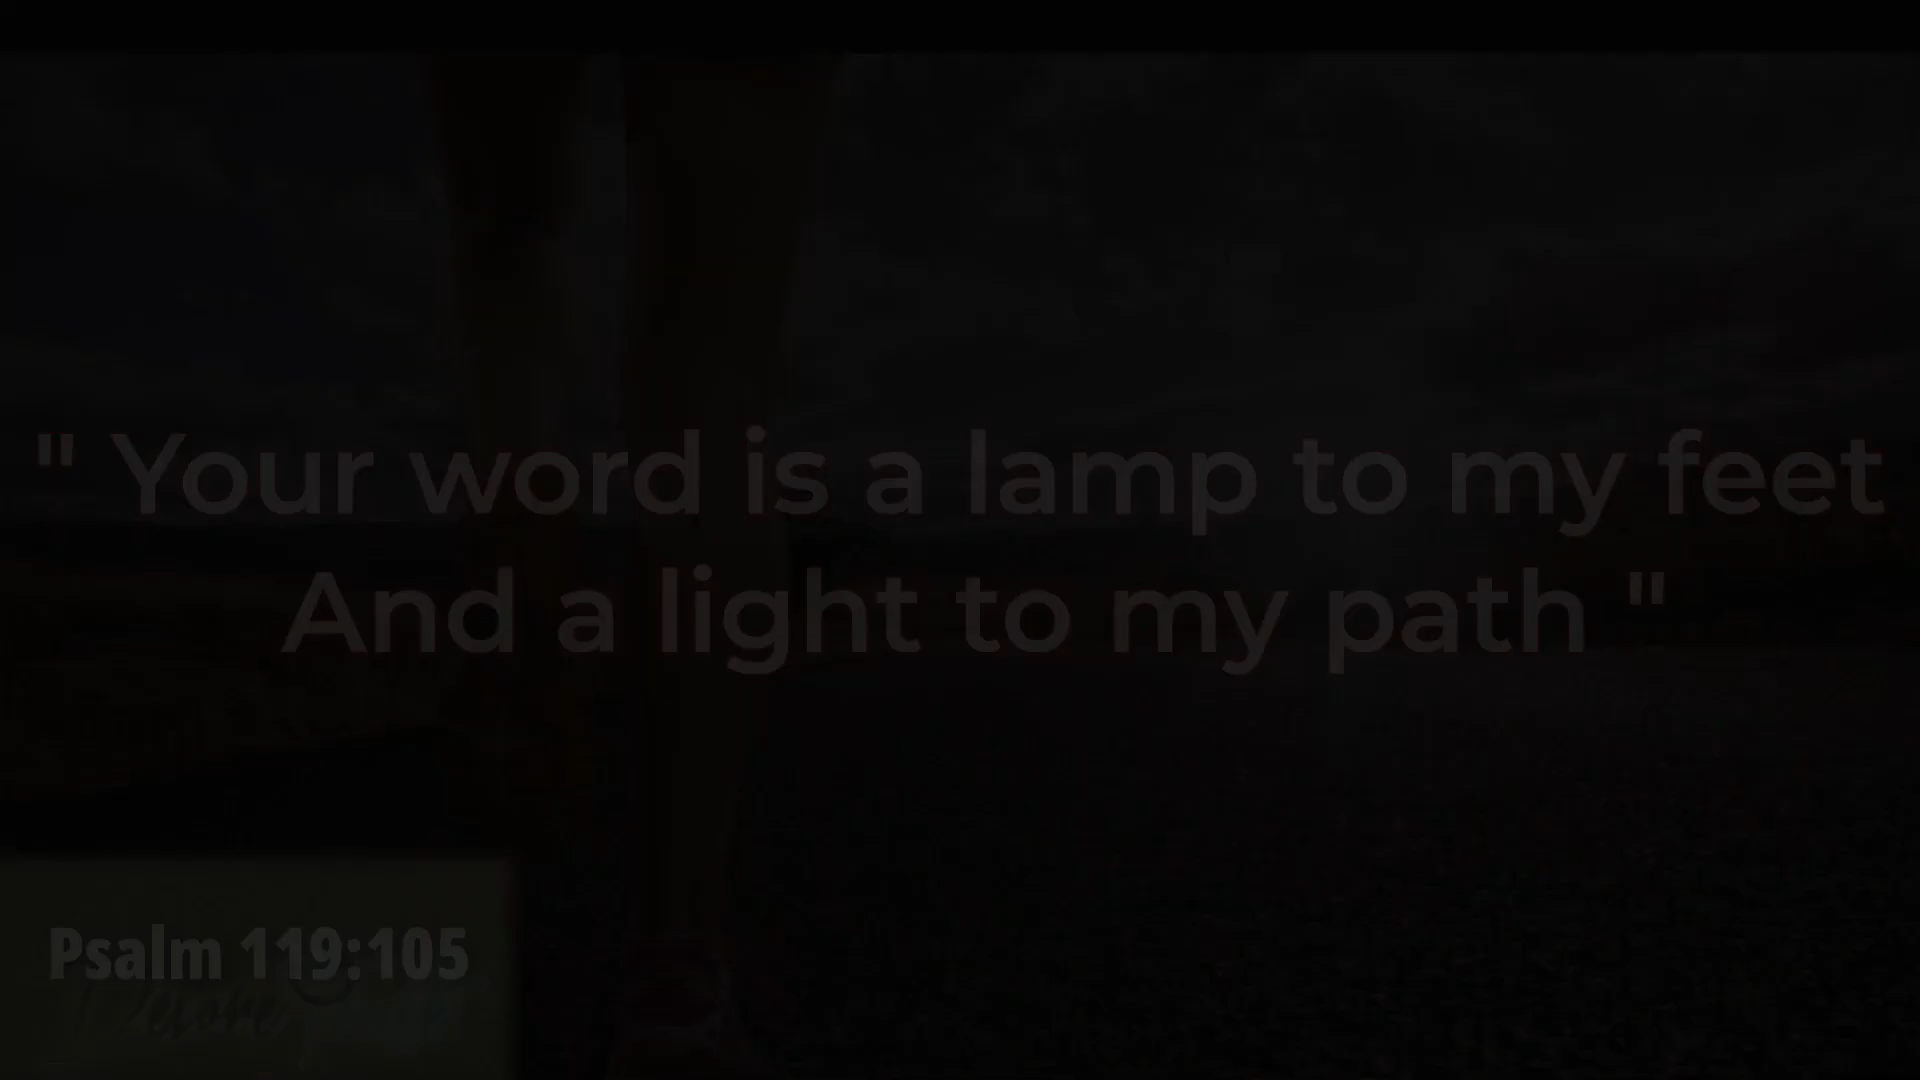 " Your word is a lamp to my feet
And a light to my path "
Psalm 119:105